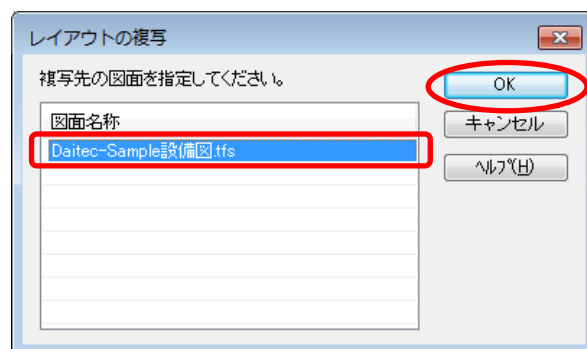 レイアウトの複写
複写先の図面を指定してください。
OK
図面名称
キャンセル
Daitec-Sample設備図.tfs
ヘルプ(H)